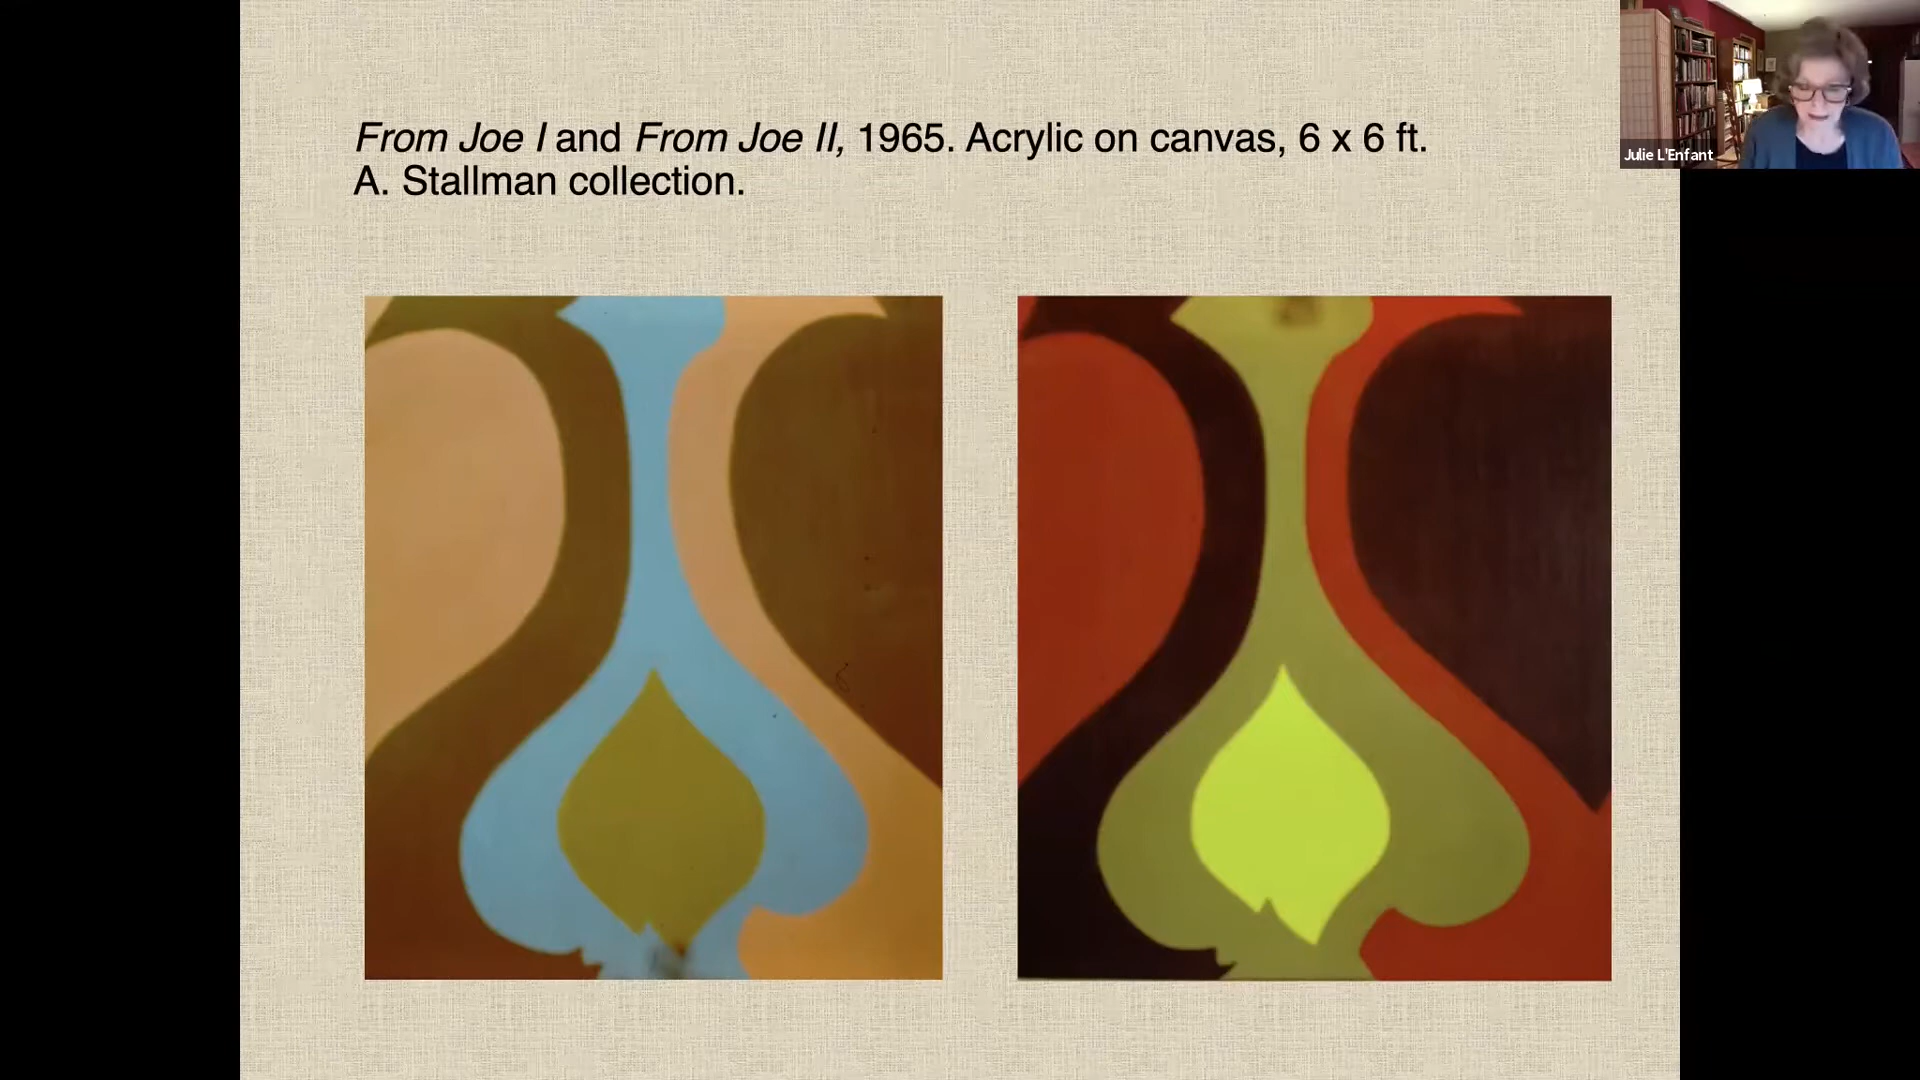 From Joe I and From Joe II, 1965. Acrylic on canvas, 6 x 6 ft.
A. Stallman collection.
Julie L'Enfant